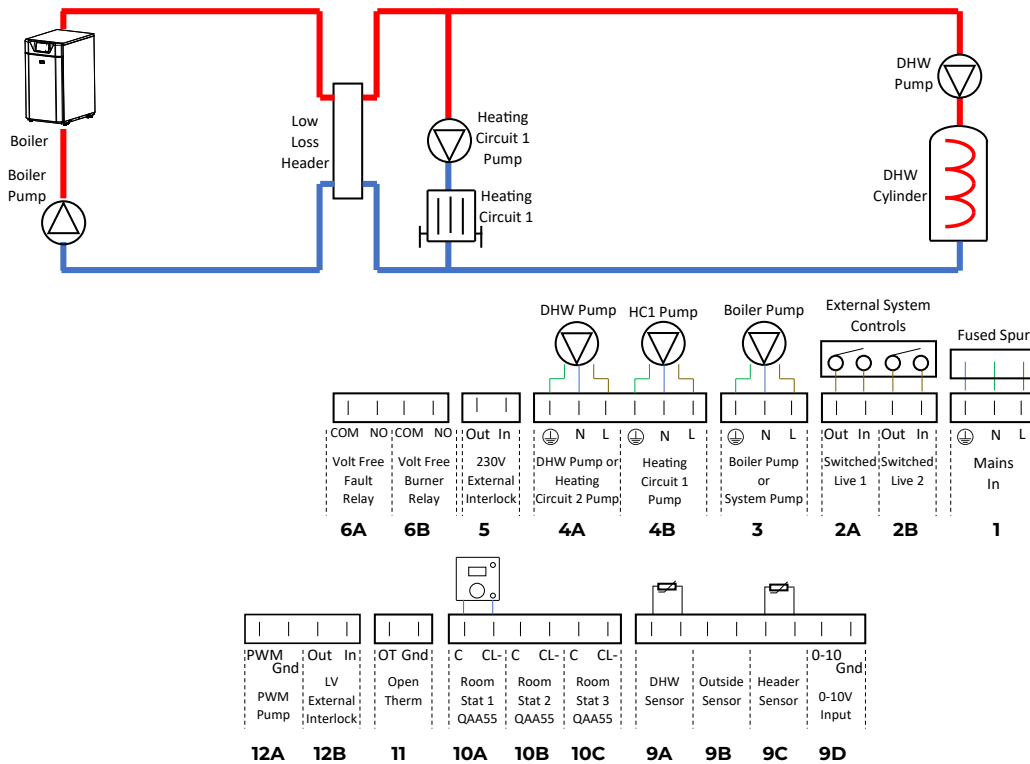 Boiler
Boiler
Pump
Low
Loss
Header
Heating
Circuit 1
Pump
Heating
Circuit 1
DHW
Pump
DHW
Cylinder
DHW Pump
HC1 Pump
Boiler Pump
External System
Controls
Fused Spur
COM NO COM NO
Out In
N L
N L
N L
Out In
Out In
N L
Volt Free
Fault
Relay
Volt Free
Burner
Relay
230V
External
Interlock
DHW Pump or
Heating
Circuit 2 Pump
Heating
Circuit 1
Pump
Boiler Pump
or
System Pump
Switched
Live 1
Switched
Live 2
Mains
In
6A 6B 5 4A 4B 3 2A 2B 1
PWM
Gnd
Out In
OT Gnd
C CL-
C CL-
C CL-
0-10
Gnd
PWM
Pump
LV
External
Interlock
Open
Therm
Room
Stat 1
QAA55
Room
Stat 2
QAA55
Room
Stat 3
QAA55
DHW
Sensor
Outside
Sensor
Header
Sensor
0-10V
Input
12A 12B 11 10A 10B 10C 9A 9B 9C 9D